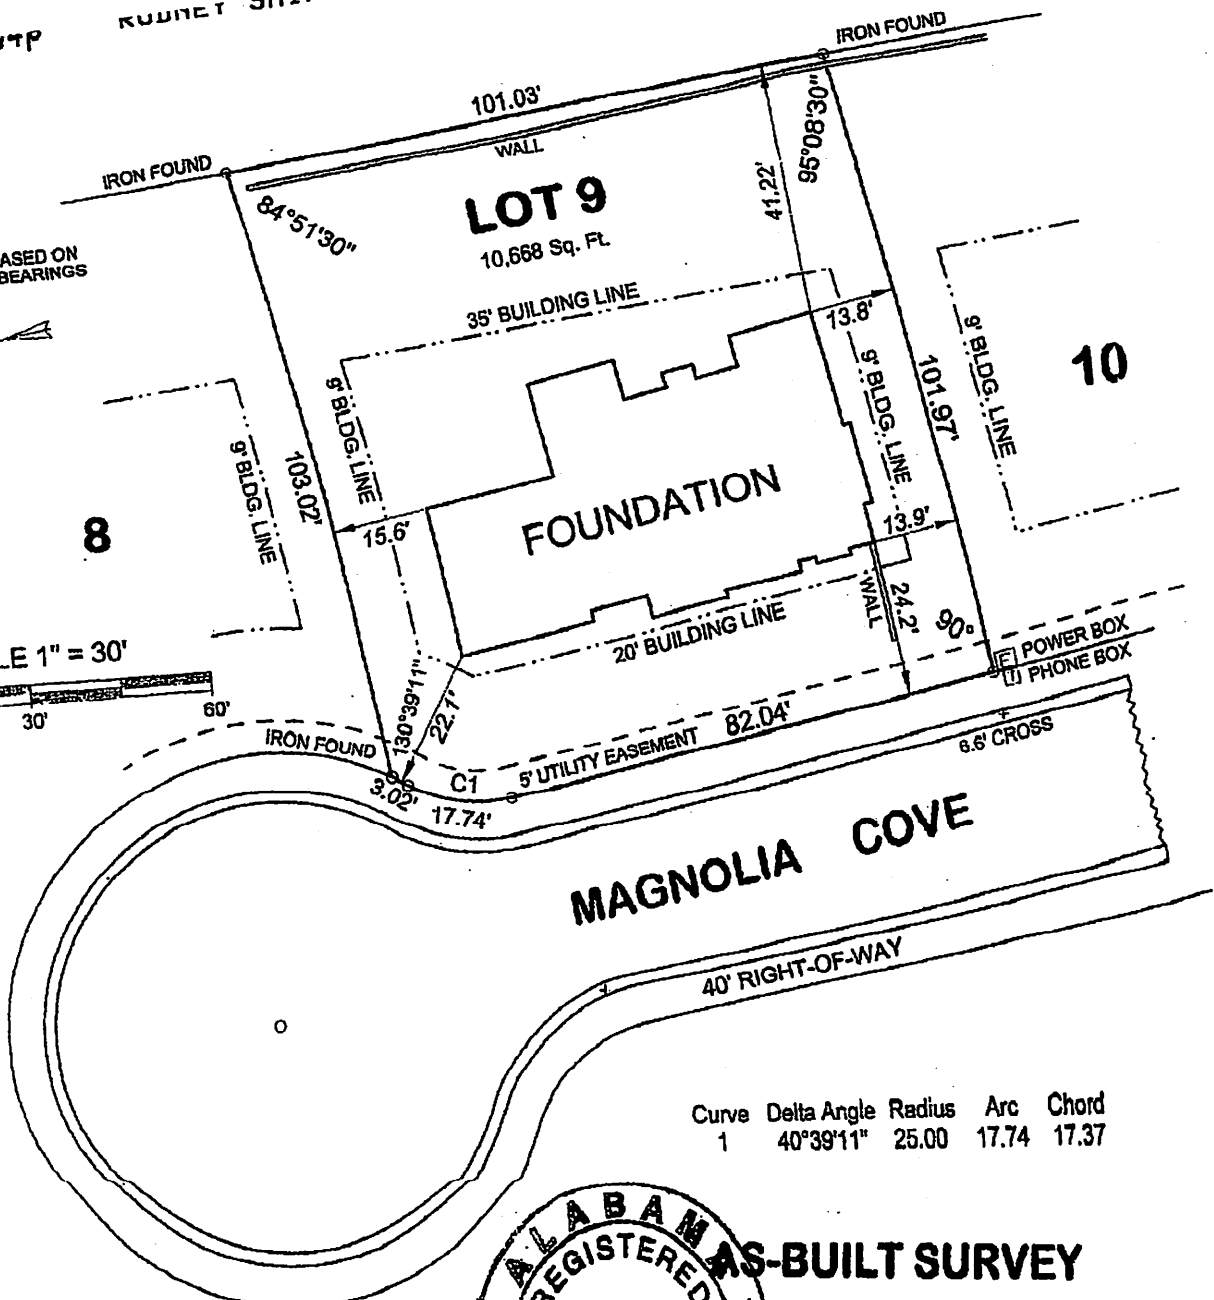 IRON FOUND
101.03'
WALL
IRON FOUND
95°08'30"
84°51'30"
41.22'
LOT 9
10,668 Sq. Ft.
ASED ON
BEARINGS
35' BUILDING LINE
13.8'
9' BLDG. LINE
9' BLDG. LINE
9' BLDG. LINE
9' BLDG. LINE
10
101.97'
103.02'
8
15.6'
FOUNDATION
13.9'
WALL
24.2'
90°
20' BUILDING LINE
POWER BOX
PHONE BOX
LE 1" = 30'
30'
60'
130°39'11"
22.1'
IRON FOUND
3.02'
C1
17.74'
5' UTILITY EASEMENT
82.04'
6.6' CROSS
MAGNOLIA COVE
40' RIGHT-OF-WAY
Curve Delta Angle Radius Arc Chord
1 40°39'11" 25.00 17.74 17.37
ALABAMA
REGISTERED
AS-BUILT SURVEY